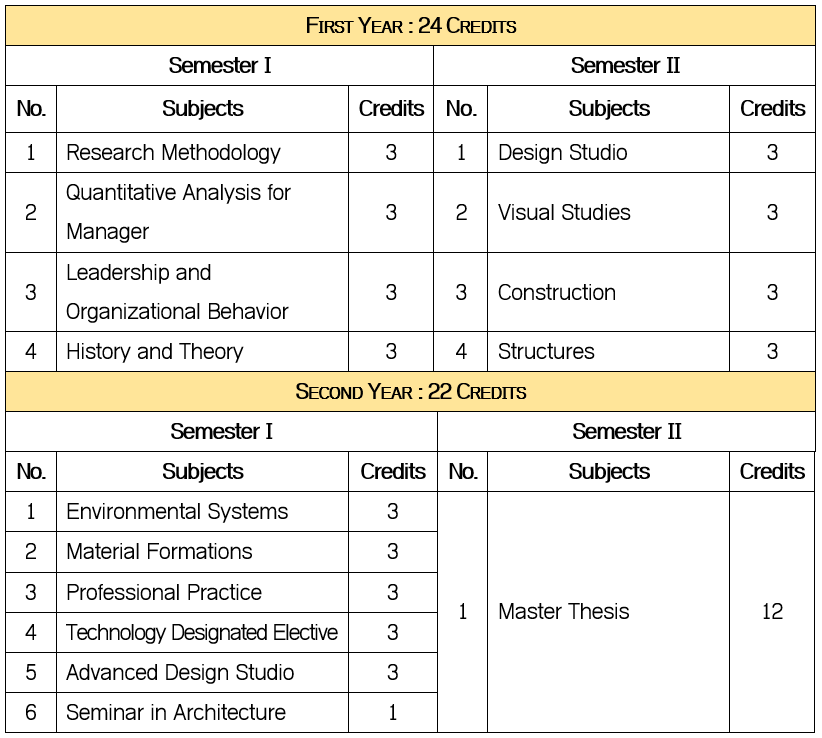 First Year : 24 Credits
Semester I Semester II
No. Subjects Credits No. Subjects Credits
1 Research Methodology 3 1 Design Studio 3
2 Quantitative Analysis for
Manager 3 2 Visual Studies 3
3 Leadership and
Organizational Behavior 3 3 Construction 3
4 History and Theory 3 4 Structures 3
Second Year : 22 Credits
Semester I Semester II
No. Subjects Credits No. Subjects Credits
1 Environmental Systems 3
2 Material Formations 3
3 Professional Practice 3
4 Technology Designated Elective 3
5 Advanced Design Studio 3
6 Seminar in Architecture 1
1 Master Thesis 12